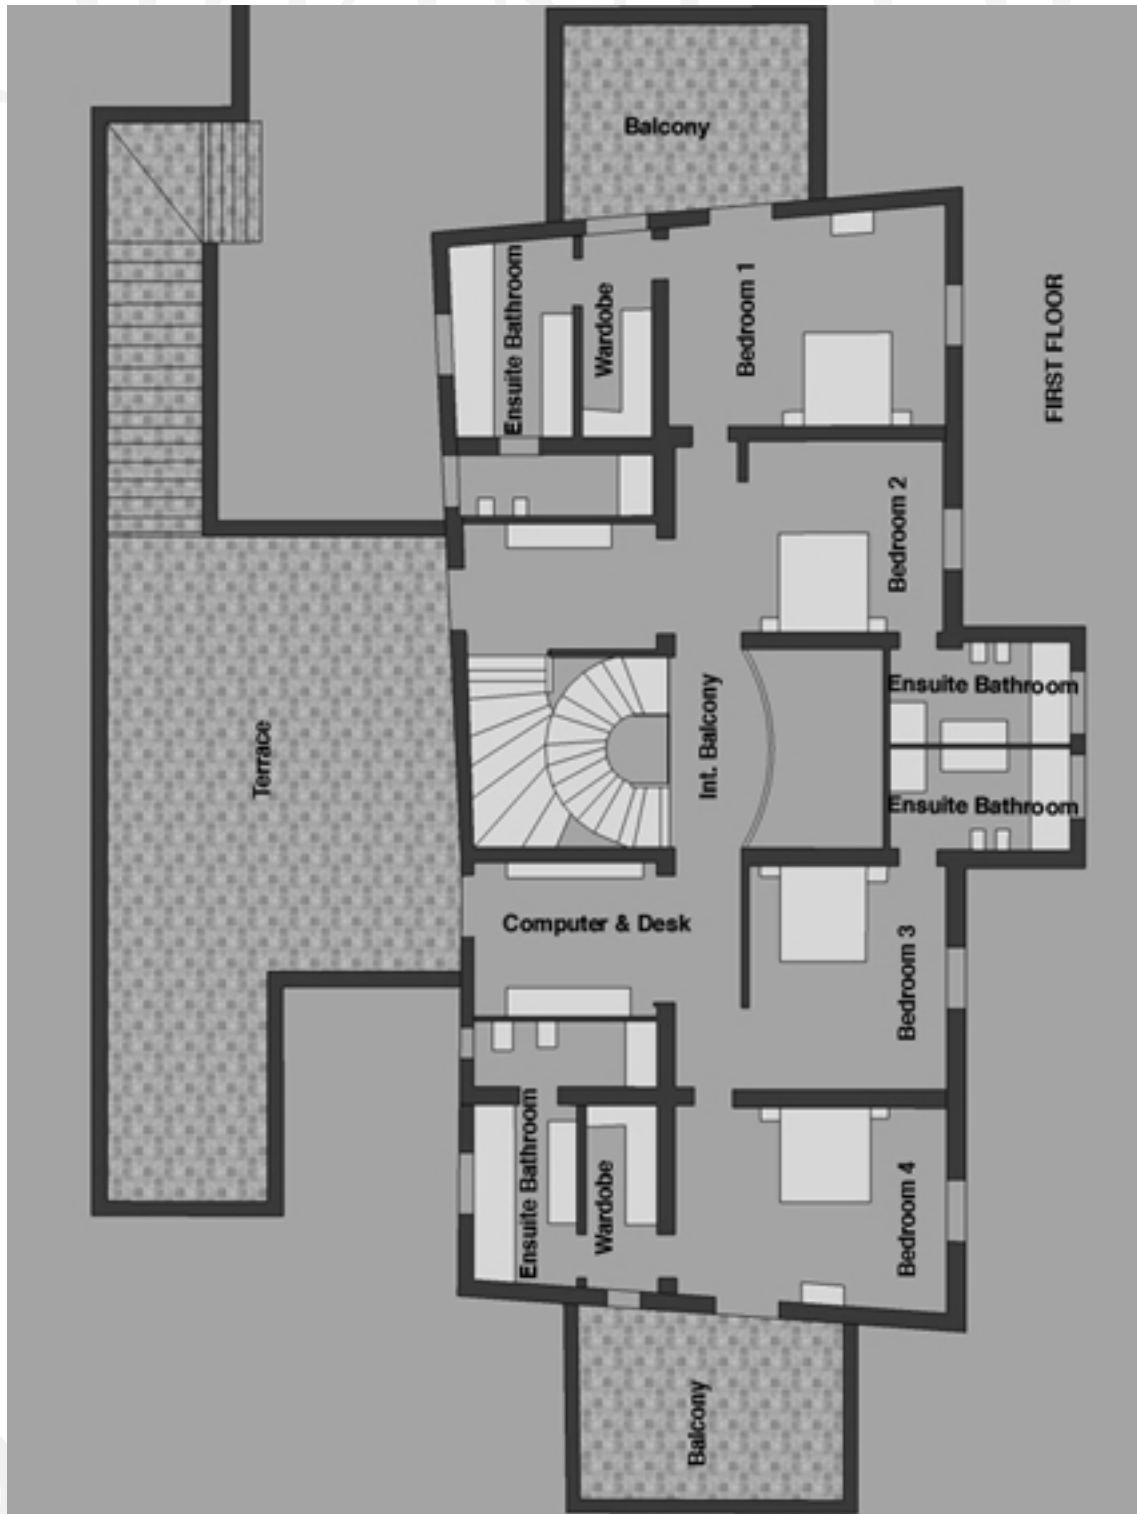 Balcony
Ensuite Bathroom
Wardobe
Bedroom 1
FIRST FLOOR
Bedroom 2
Ensuite Bathroom
Int. Balcony
Terrace
Ensuite Bathroom
Computer & Desk
Bedroom 3
Ensuite Bathroom
Wardobe
Bedroom 4
Balcony